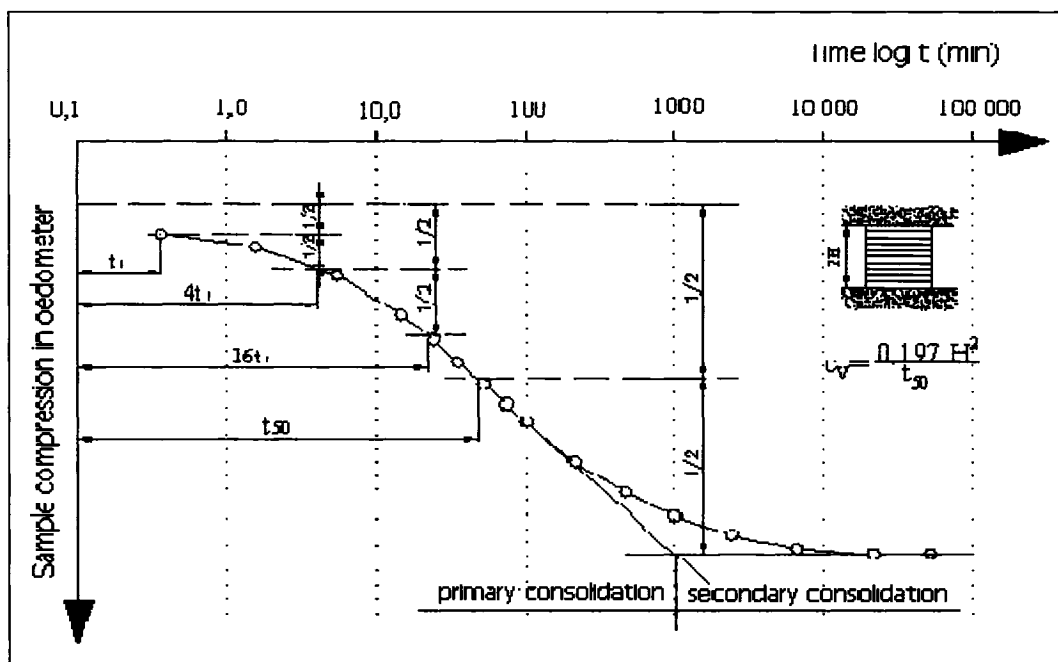 Time log t (min)
0,1 1,0 10,0 100 1000 10 000 100 000
Sample compression in oedometer
1/2 1/2 1/2 1/2
1/2 1/2
t₁
4t₁
16t₁
t50
2H
cv = 0.197 H² / t50
primary consolidation secondary consolidation